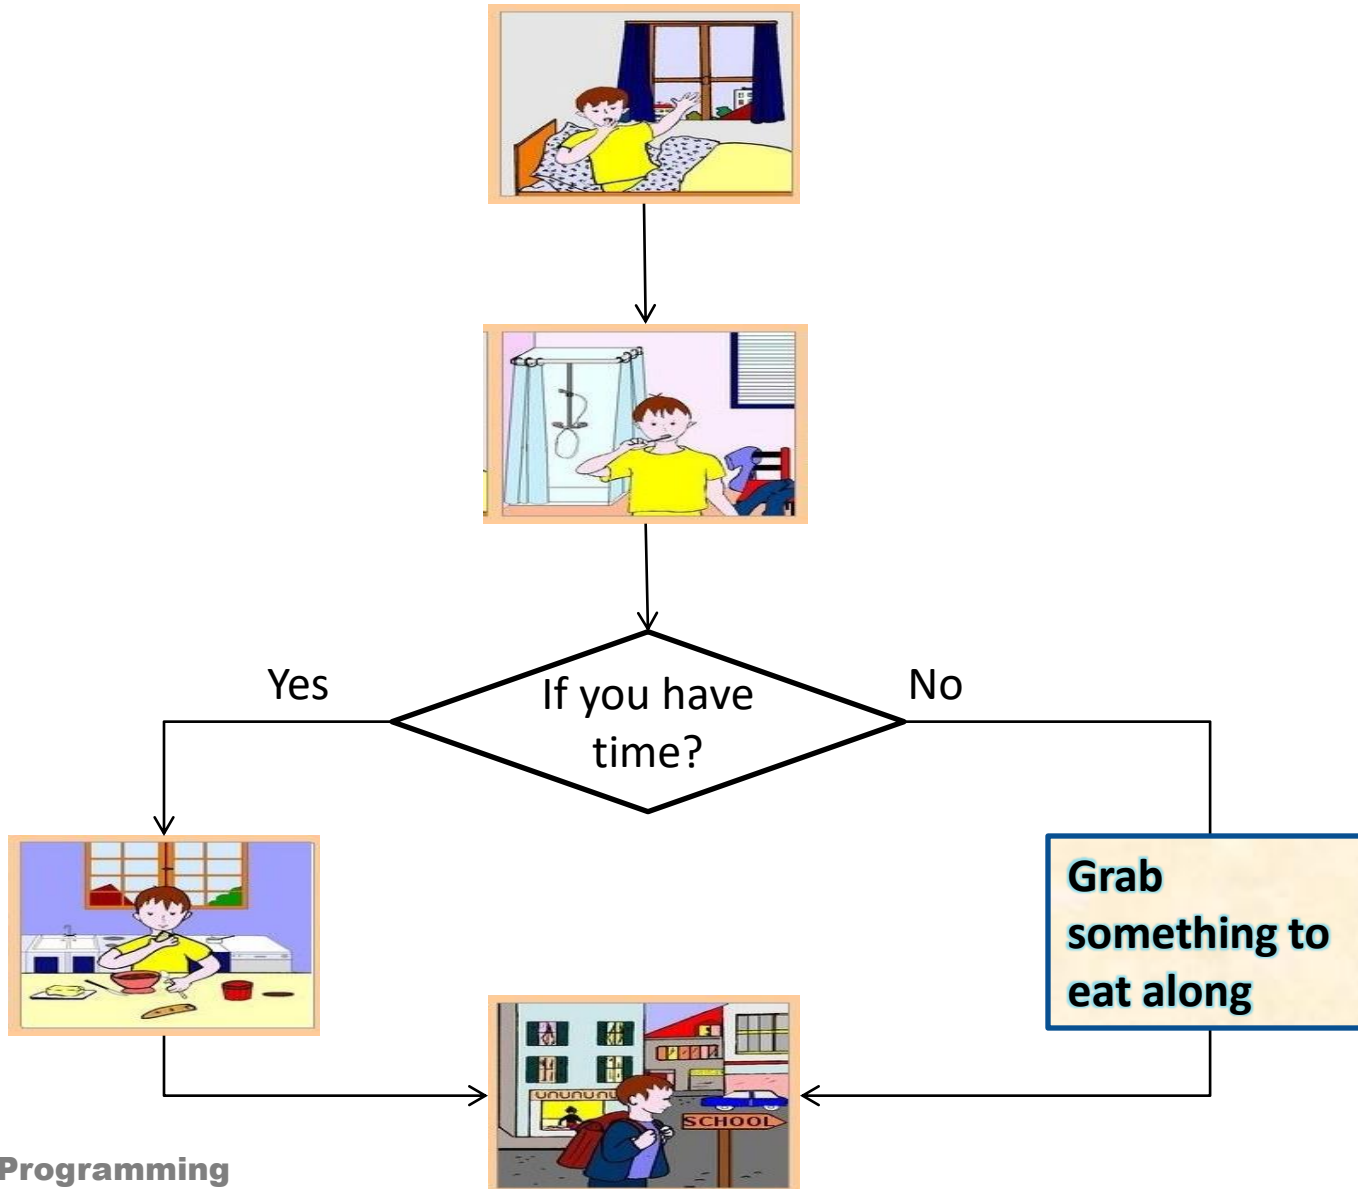 Yes
If you have
time?
No
Grab
something to
eat along
SCHOOL
Programming